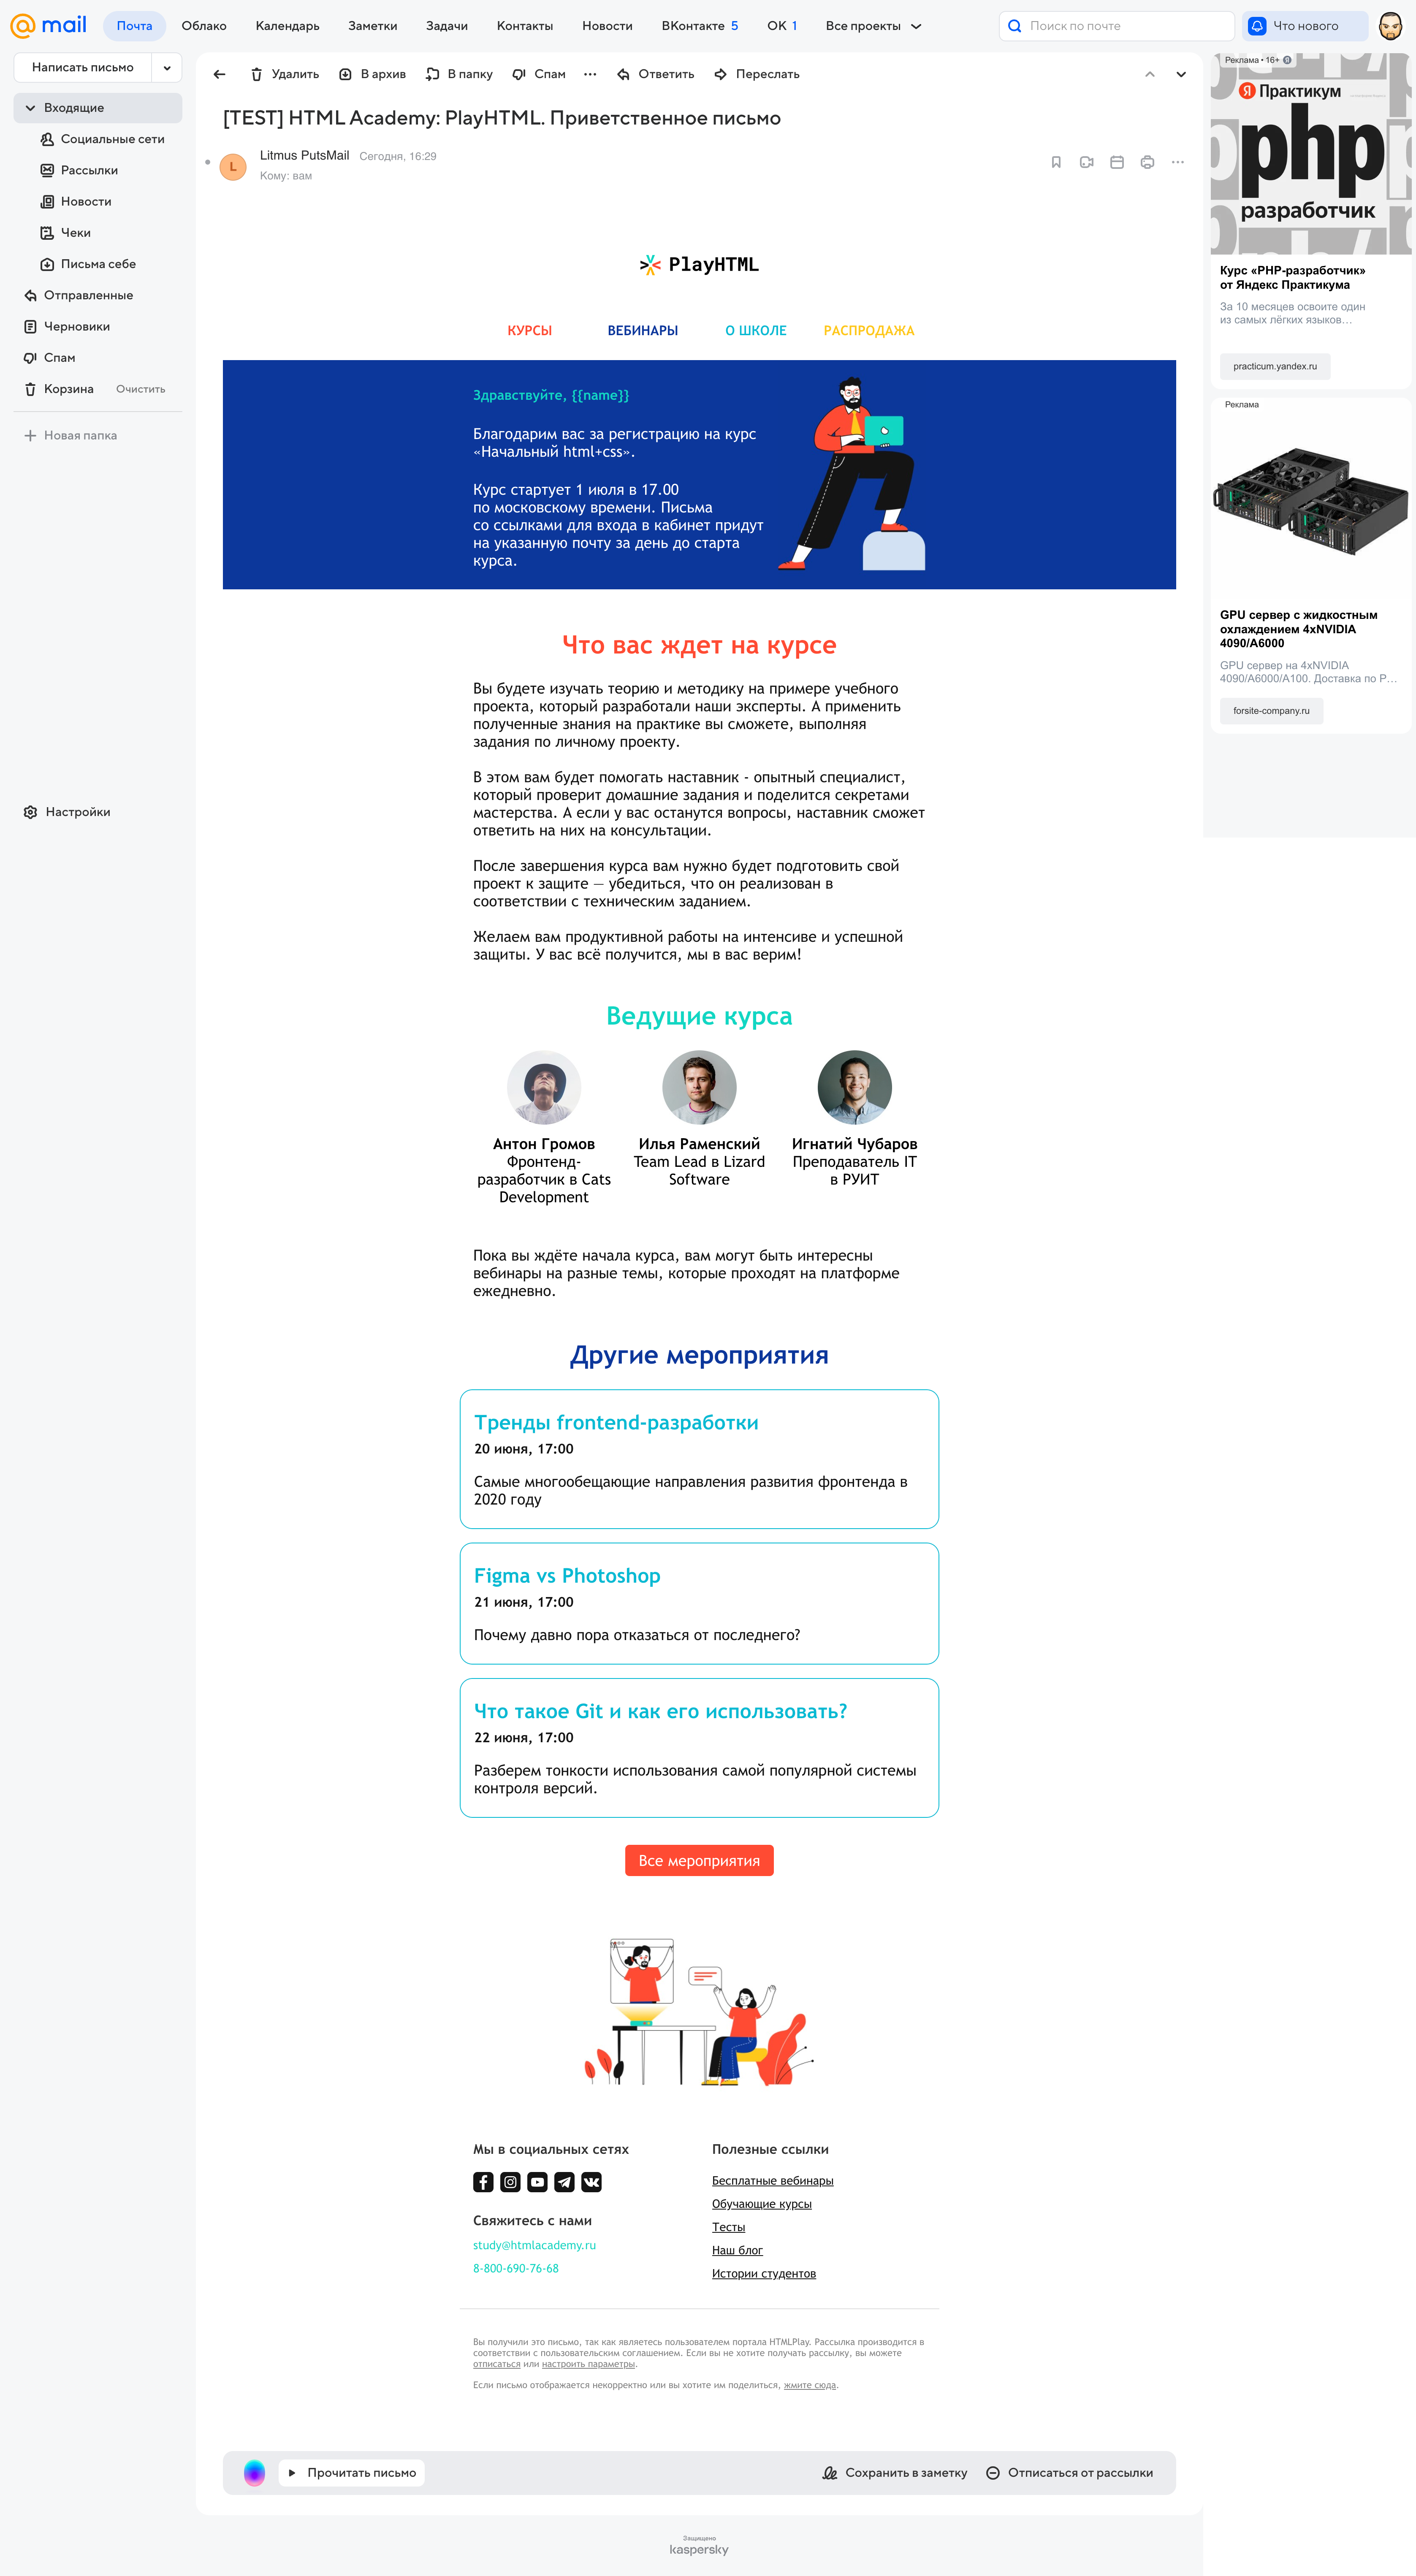 mail
Почта
Облако
Календарь
Заметки
Задачи
Контакты
Новости
ВКонтакте 5
ОК 1
Все проекты
Поиск по почте
Что нового
Написать письмо
Входящие
Социальные сети
Рассылки
Новости
Чеки
Письма себе
Отправленные
Черновики
Спам
Корзина Очистить
Новая папка
Настройки
Удалить
В архив
В папку
Спам
Ответить
Переслать
[TEST] HTML Academy: PlayHTML. Приветственное письмо
L
Litmus PutsMail Сегодня, 16:29
Кому: вам
PlayHTML
КУРСЫ ВЕБИНАРЫ О ШКОЛЕ РАСПРОДАЖА
Здравствуйте, {{name}}
Благодарим вас за регистрацию на курс
«Начальный html+css».
Курс стартует 1 июля в 17.00
по московскому времени. Письма
со ссылками для входа в кабинет придут
на указанную почту за день до старта
курса.
Что вас ждет на курсе
Вы будете изучать теорию и методику на примере учебного
проекта, который разработали наши эксперты. А применить
полученные знания на практике вы сможете, выполняя
задания по личному проекту.
В этом вам будет помогать наставник - опытный специалист,
который проверит домашние задания и поделится секретами
мастерства. А если у вас останутся вопросы, наставник сможет
ответить на них на консультации.
После завершения курса вам нужно будет подготовить свой
проект к защите — убедиться, что он реализован в
соответствии с техническим заданием.
Желаем вам продуктивной работы на интенсиве и успешной
защиты. У вас всё получится, мы в вас верим!
Ведущие курса
Антон Громов
Фронтенд-
разработчик в Cats
Development
Илья Раменский
Team Lead в Lizard
Software
Игнатий Чубаров
Преподаватель IT
в РУИТ
Пока вы ждёте начала курса, вам могут быть интересны
вебинары на разные темы, которые проходят на платформе
ежедневно.
Другие мероприятия
Тренды frontend-разработки
20 июня, 17:00
Самые многообещающие направления развития фронтенда в
2020 году
Figma vs Photoshop
21 июня, 17:00
Почему давно пора отказаться от последнего?
Что такое Git и как его использовать?
22 июня, 17:00
Разберем тонкости использования самой популярной системы
контроля версий.
Все мероприятия
Мы в социальных сетях
Свяжитесь с нами
study@htmlacademy.ru
8-800-690-76-68
Полезные ссылки
Бесплатные вебинары
Обучающие курсы
Тесты
Наш блог
Истории студентов
Вы получили это письмо, так как являетесь пользователем портала HTMLPlay. Рассылка производится в
соответствии с пользовательским соглашением. Если вы не хотите получать рассылку, вы можете
отписаться или настроить параметры.
Если письмо отображается некорректно или вы хотите им поделиться, жмите сюда.
Прочитать письмо
Сохранить в заметку
Отписаться от рассылки
Защищено
kaspersky
Реклама • 16+
Я Практикум
php
разработчик
Курс «PHP-разработчик»
от Яндекс Практикума
За 10 месяцев освоите один
из самых лёгких языков…
practicum.yandex.ru
Реклама
GPU сервер с жидкостным
охлаждением 4xNVIDIA
4090/A6000
GPU сервер на 4xNVIDIA
4090/A6000/A100. Доставка по Р…
forsite-company.ru